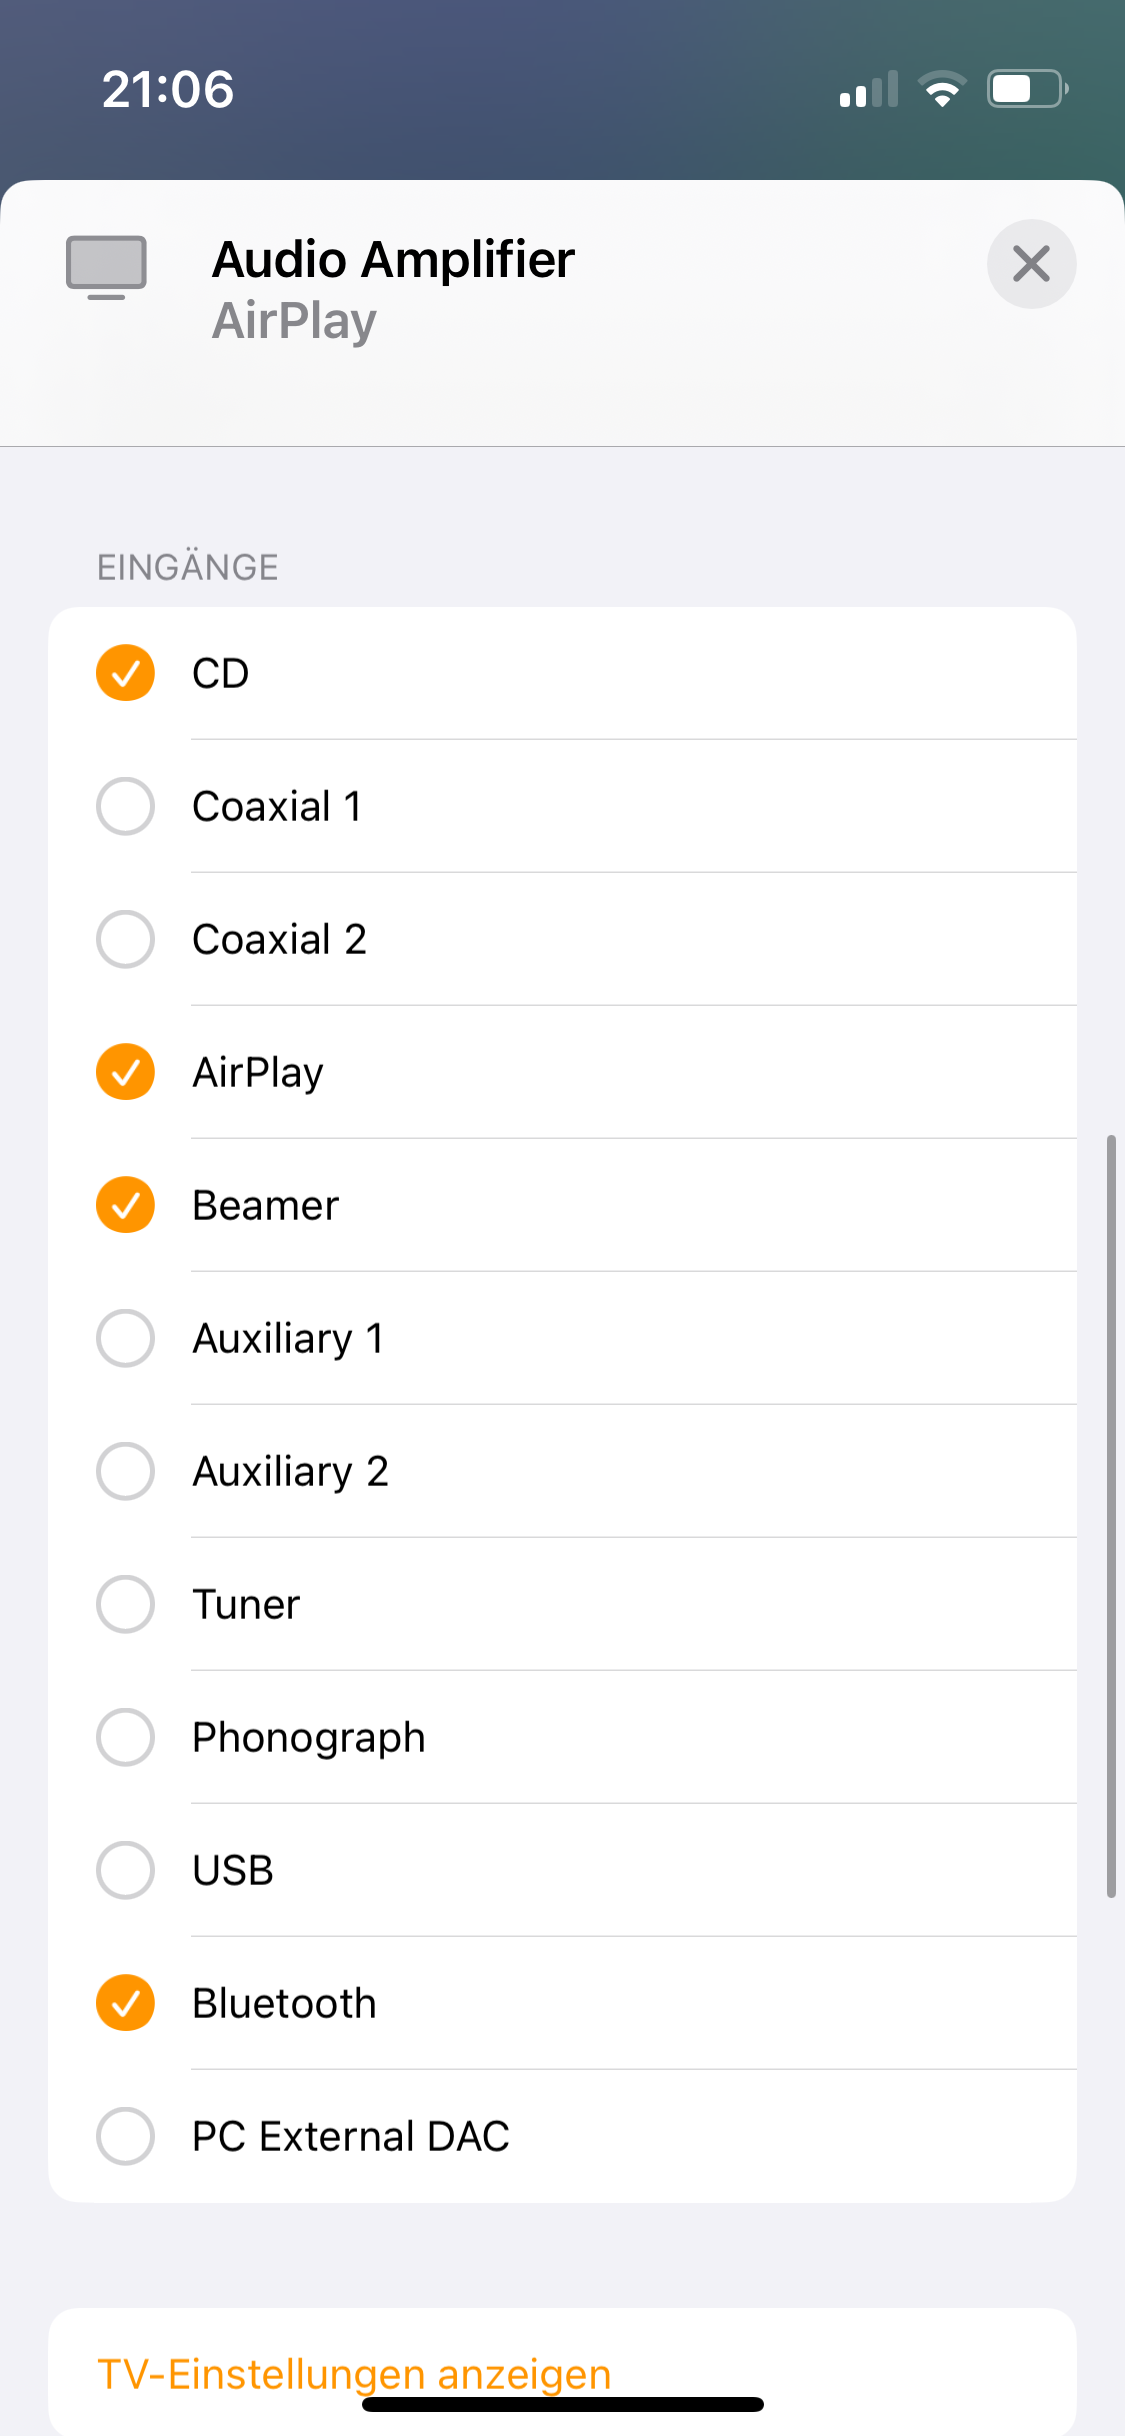 21:06
Audio Amplifier
AirPlay
EINGÄNGE
CD
Coaxial 1
Coaxial 2
AirPlay
Beamer
Auxiliary 1
Auxiliary 2
Tuner
Phonograph
USB
Bluetooth
PC External DAC
TV-Einstellungen anzeigen